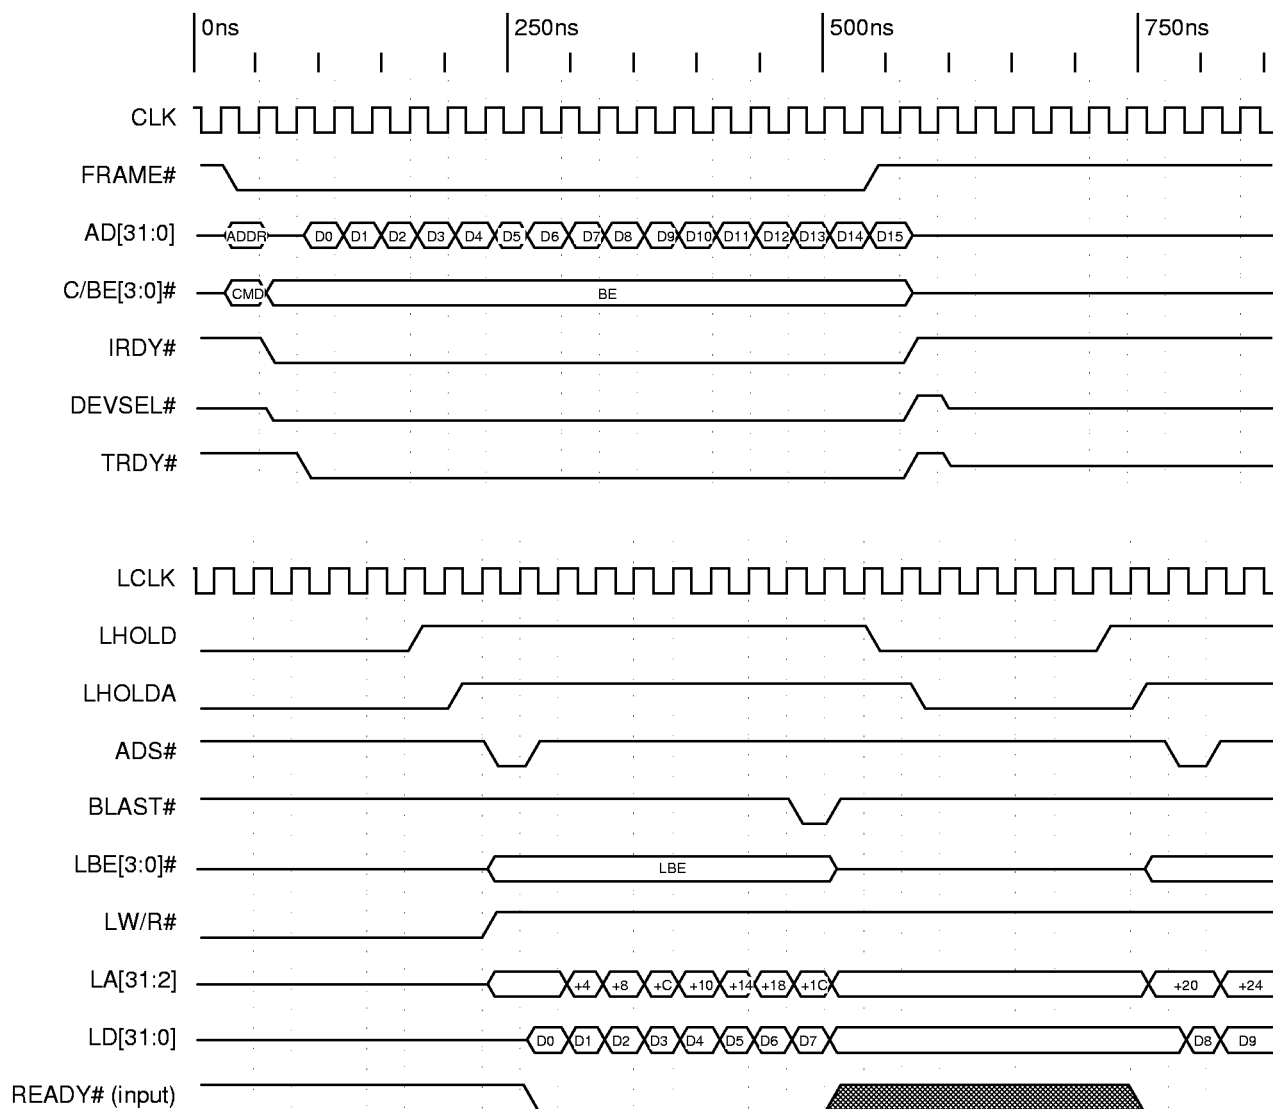 0ns 250ns 500ns 750ns
CLK
FRAME#
AD[31:0] ADDR D0 D1 D2 D3 D4 D5 D6 D7 D8 D9 D10 D11 D12 D13 D14 D15
C/BE[3:0]# CMD BE
IRDY#
DEVSEL#
TRDY#
LCLK
LHOLD
LHOLDA
ADS#
BLAST#
LBE[3:0]# LBE
LW/R#
LA[31:2] +4 +8 +C +10 +14 +18 +1C +20 +24
LD[31:0] D0 D1 D2 D3 D4 D5 D6 D7 D8 D9
READY# (input)